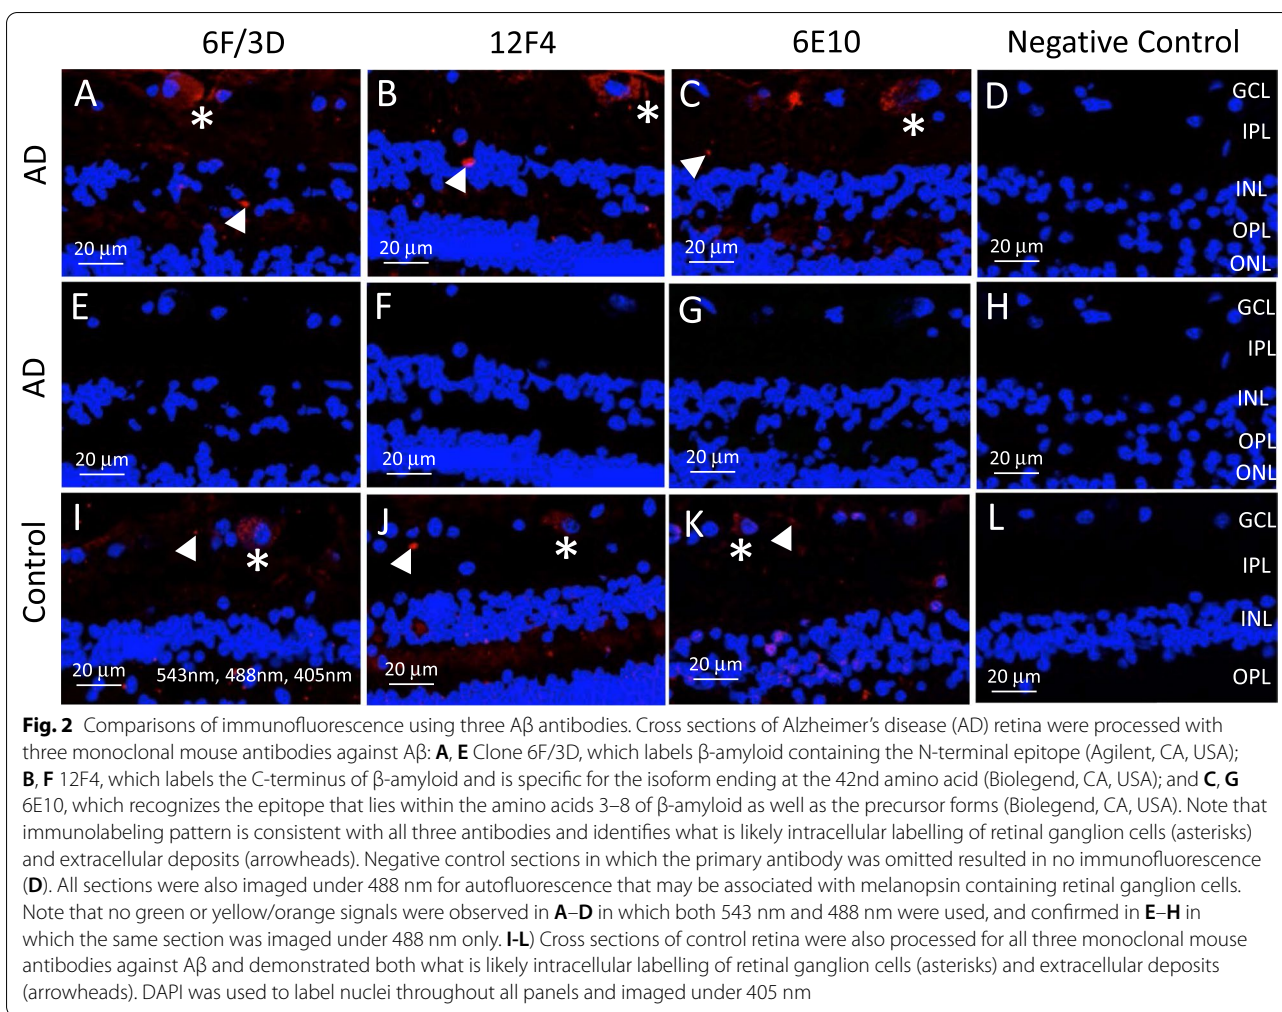 6F/3D 12F4 6E10 Negative Control
AD
A * 20 μm
B * 20 μm
C * 20 μm
D GCL IPL INL OPL ONL 20 μm
AD
E 20 μm
F 20 μm
G 20 μm
H GCL IPL INL OPL ONL 20 μm
Control
I * 20 μm 543nm, 488nm, 405nm
J * 20 μm
K * 20 μm
L GCL IPL INL OPL 20 μm
Fig. 2 Comparisons of immunofluorescence using three Aβ antibodies. Cross sections of Alzheimer's disease (AD) retina were processed with
three monoclonal mouse antibodies against Aβ: A, E Clone 6F/3D, which labels β-amyloid containing the N-terminal epitope (Agilent, CA, USA);
B, F 12F4, which labels the C-terminus of β-amyloid and is specific for the isoform ending at the 42nd amino acid (Biolegend, CA, USA); and C, G
6E10, which recognizes the epitope that lies within the amino acids 3–8 of β-amyloid as well as the precursor forms (Biolegend, CA, USA). Note that
immunolabeling pattern is consistent with all three antibodies and identifies what is likely intracellular labelling of retinal ganglion cells (asterisks)
and extracellular deposits (arrowheads). Negative control sections in which the primary antibody was omitted resulted in no immunofluorescence
(D). All sections were also imaged under 488 nm for autofluorescence that may be associated with melanopsin containing retinal ganglion cells.
Note that no green or yellow/orange signals were observed in A–D in which both 543 nm and 488 nm were used, and confirmed in E–H in
which the same section was imaged under 488 nm only. I-L) Cross sections of control retina were also processed for all three monoclonal mouse
antibodies against Aβ and demonstrated both what is likely intracellular labelling of retinal ganglion cells (asterisks) and extracellular deposits
(arrowheads). DAPI was used to label nuclei throughout all panels and imaged under 405 nm